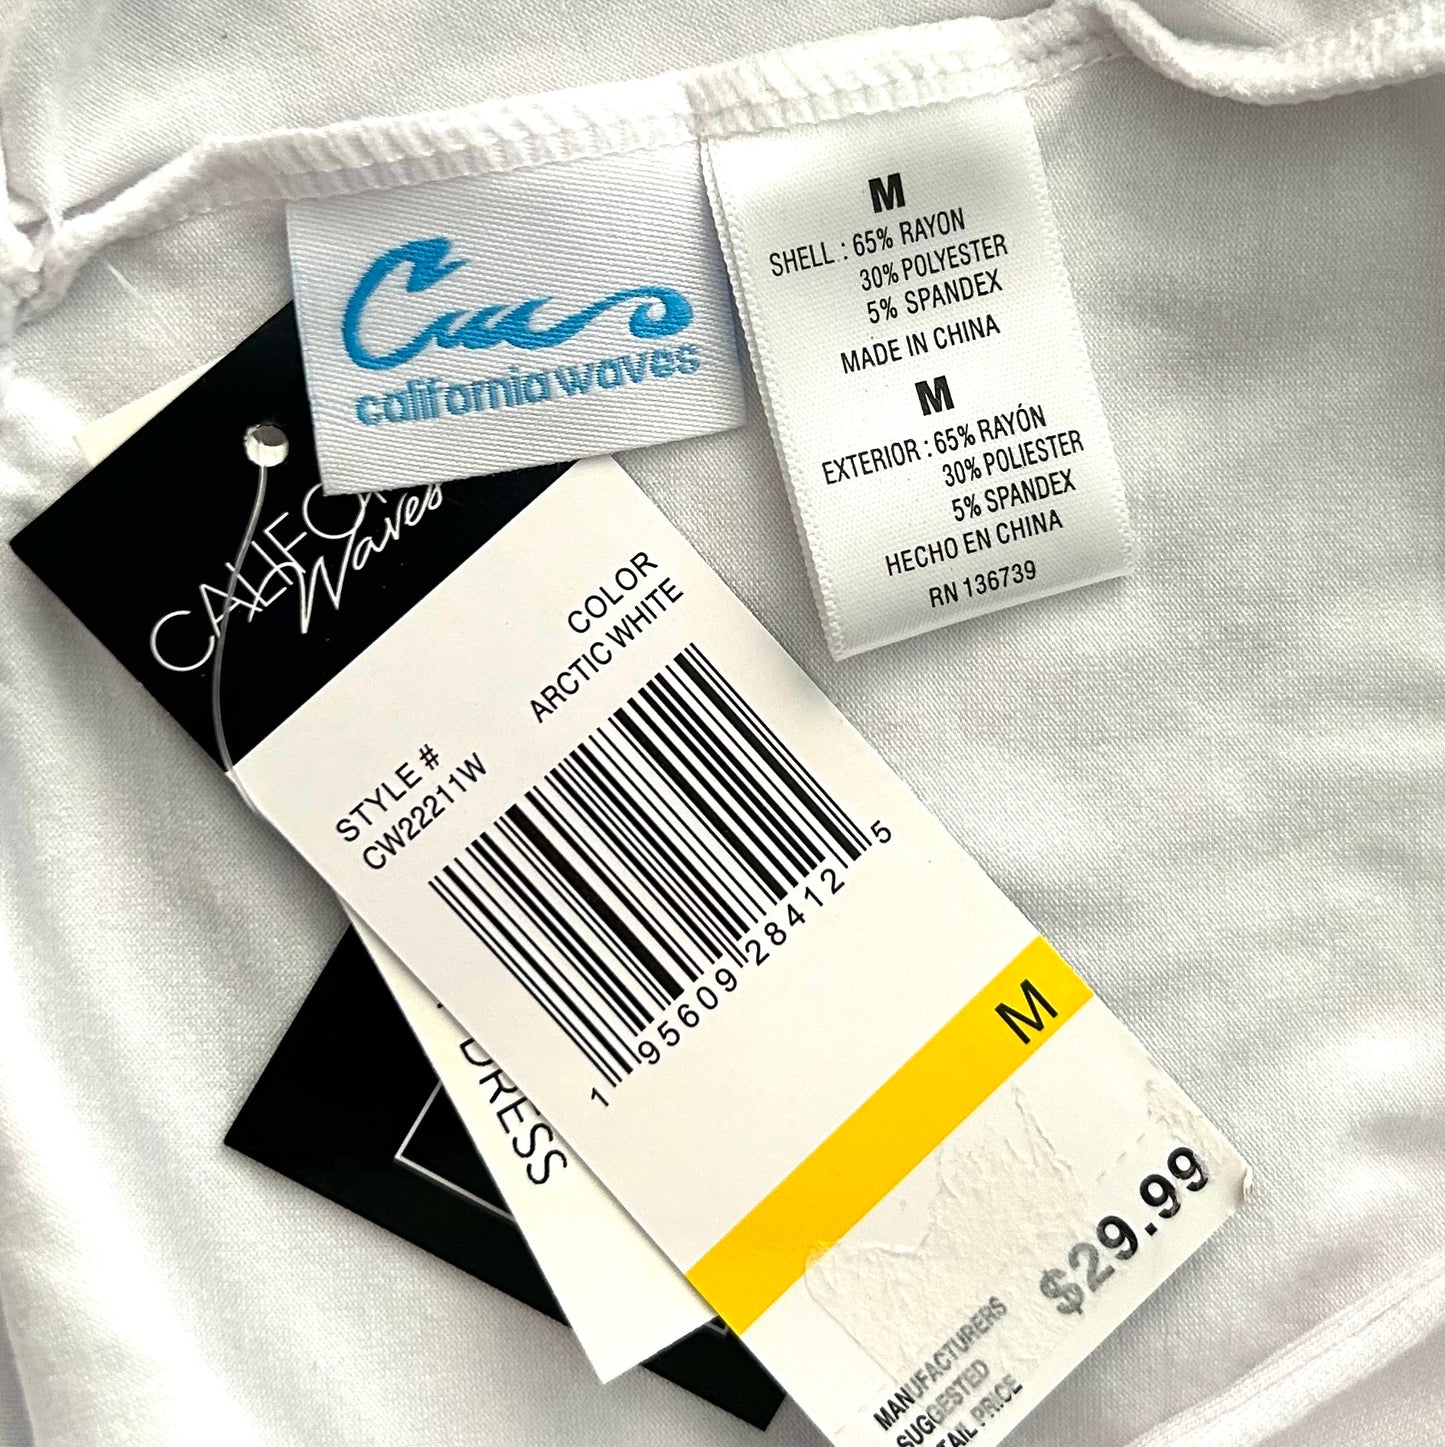 california waves
M
SHELL : 65% RAYON
30% POLYESTER
5% SPANDEX
MADE IN CHINA
M
EXTERIOR : 65% RAYÓN
30% POLIESTER
5% SPANDEX
HECHO EN CHINA
RN 136739
Waves
COLOR
ARCTIC WHITE
STYLE #
CW22211W
1 95609 28412 5
M
DRESS
$29.99
MANUFACTURERS
SUGGESTED
PRICE